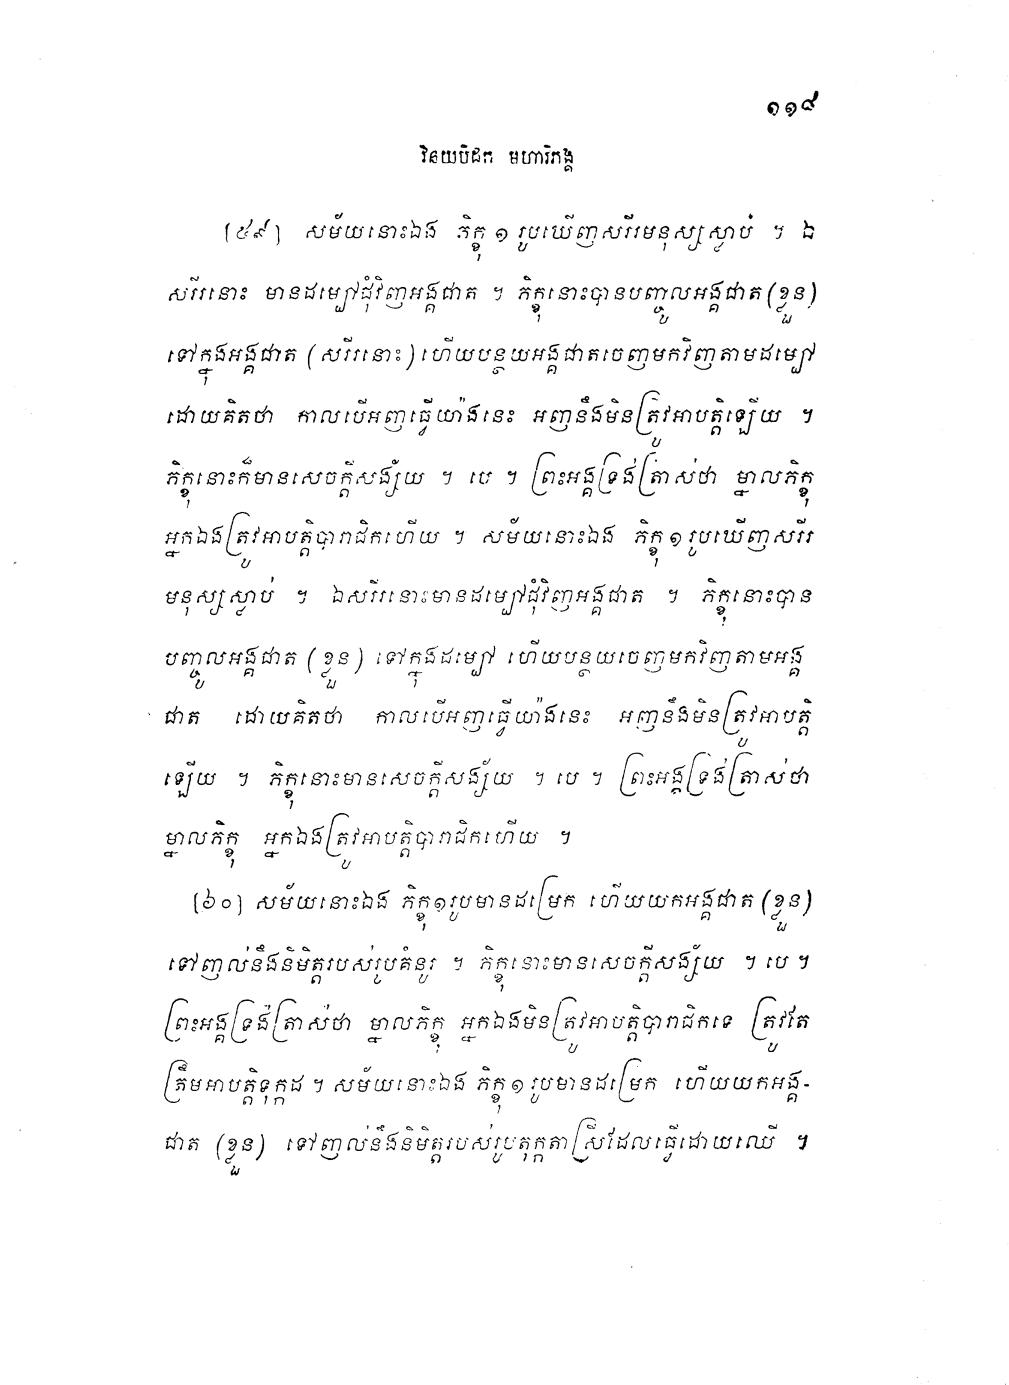 ១១៨
វិនយបិដក មហាវិភង្គ
[៥៩] សម័យនោះឯង ភិក្ខុ ១ រូបឃើញសរីរមនុស្សស្លាប់ ។ ឯ
សរីរនោះ មានដម្បៅជុំវិញអង្គជាត ។ ភិក្ខុនោះបានបញ្ចូលអង្គជាត (ខ្លួន)
ទៅក្នុងអង្គជាត (សរីរនោះ) ហើយបន្ថយអង្គជាតចេញមកវិញតាមដម្បៅ
ដោយគិតថា កាលបើអញធ្វើយ៉ាងនេះ អញនឹងមិនត្រូវអាបត្តិឡើយ ។
ភិក្ខុនោះក៏មានសេចក្តីសង្ស័យ ។ បេ ។ ព្រះអង្គទ្រង់ត្រាស់ថា ម្នាលភិក្ខុ
អ្នកឯងត្រូវអាបត្តិបារាជិកហើយ ។ សម័យនោះឯង ភិក្ខុ ១ រូបឃើញសរីរ
មនុស្សស្លាប់ ។ ឯសរីរនោះមានដម្បៅជុំវិញអង្គជាត ។ ភិក្ខុនោះបាន
បញ្ចូលអង្គជាត (ខ្លួន) ទៅក្នុងដម្បៅ ហើយបន្ថយចេញមកវិញតាមអង្គ
ជាត ដោយគិតថា កាលបើអញធ្វើយ៉ាងនេះ អញនឹងមិនត្រូវអាបត្តិ
ឡើយ ។ ភិក្ខុនោះមានសេចក្តីសង្ស័យ ។ បេ ។ ព្រះអង្គទ្រង់ត្រាស់ថា
ម្នាលភិក្ខុ អ្នកឯងត្រូវអាបត្តិបារាជិកហើយ ។
[៦០] សម័យនោះឯង ភិក្ខុ ១ រូបមានដម្រេក ហើយយកអង្គជាត (ខ្លួន)
ទៅញល់នឹងនិមិត្តរបស់រូបគំនូរ ។ ភិក្ខុនោះមានសេចក្តីសង្ស័យ ។ បេ ។
ព្រះអង្គទ្រង់ត្រាស់ថា ម្នាលភិក្ខុ អ្នកឯងមិនត្រូវអាបត្តិបារាជិកទេ ត្រូវតែ
ត្រឹមអាបត្តិទុក្កដ ។ សម័យនោះឯង ភិក្ខុ ១ រូបមានដម្រេក ហើយយកអង្គ-
ជាត (ខ្លួន) ទៅញល់នឹងនិមិត្តរបស់រូបតុក្កតាស្រីដែលធ្វើដោយឈើ ។